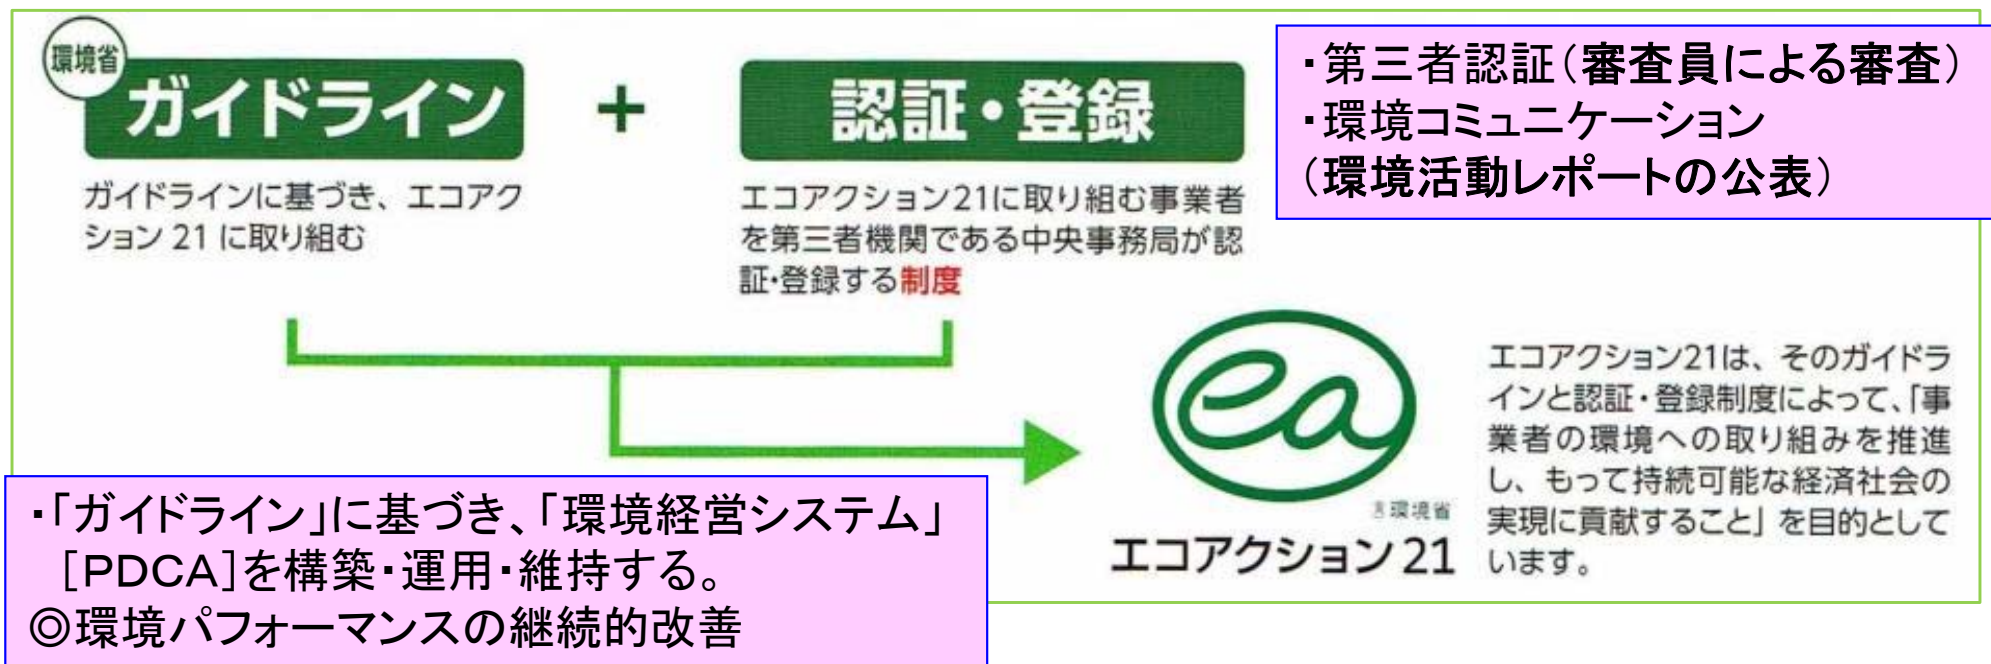 環境省
ガイドライン
+
認証・登録
ガイドラインに基づき、エコアク
ション 21 に取り組む
エコアクション21に取り組む事業者
を第三者機関である中央事務局が認
証・登録する制度
・第三者認証(審査員による審査)
・環境コミュニケーション
(環境活動レポートの公表)
ea
環境省
エコアクション21
エコアクション21は、そのガイドラ
インと認証・登録制度によって、「事
業者の環境への取り組みを推進
し、もって持続可能な経済社会の
実現に貢献すること」を目的として
います。
・「ガイドライン」に基づき、「環境経営システム」
[PDCA]を構築・運用・維持する。
◎環境パフォーマンスの継続的改善